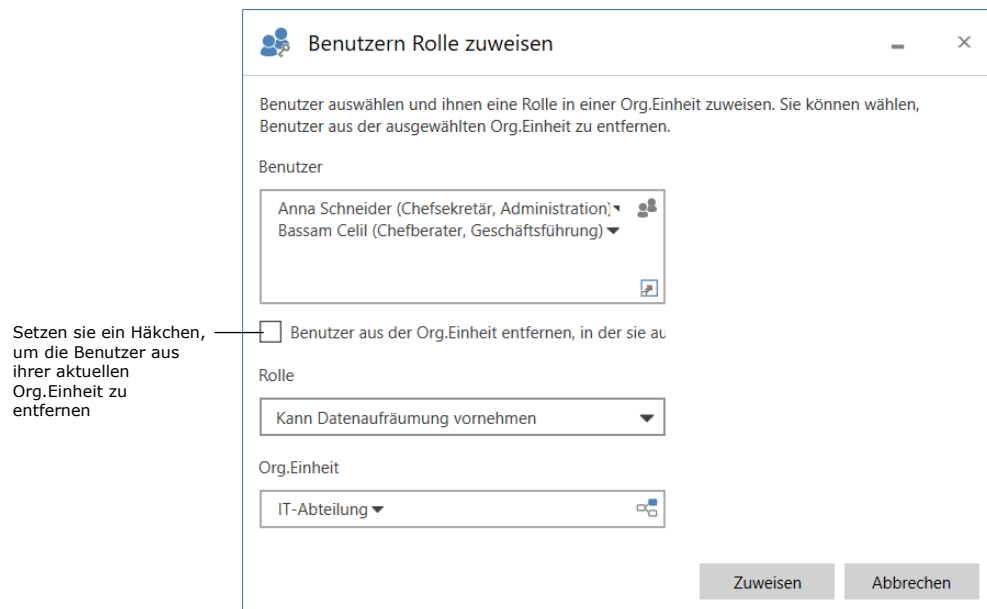 Benutzern Rolle zuweisen
Benutzer auswählen und ihnen eine Rolle in einer Org.Einheit zuweisen. Sie können wählen,
Benutzer aus der ausgewählten Org.Einheit zu entfernen.
Benutzer
Anna Schneider (Chefsekretär, Administration)
Bassam Celil (Chefberater, Geschäftsführung)
Setzen sie ein Häkchen,
um die Benutzer aus
ihrer aktuellen
Org.Einheit zu
entfernen
Benutzer aus der Org.Einheit entfernen, in der sie au
Rolle
Kann Datenaufräumung vornehmen
Org.Einheit
IT-Abteilung
Zuweisen
Abbrechen